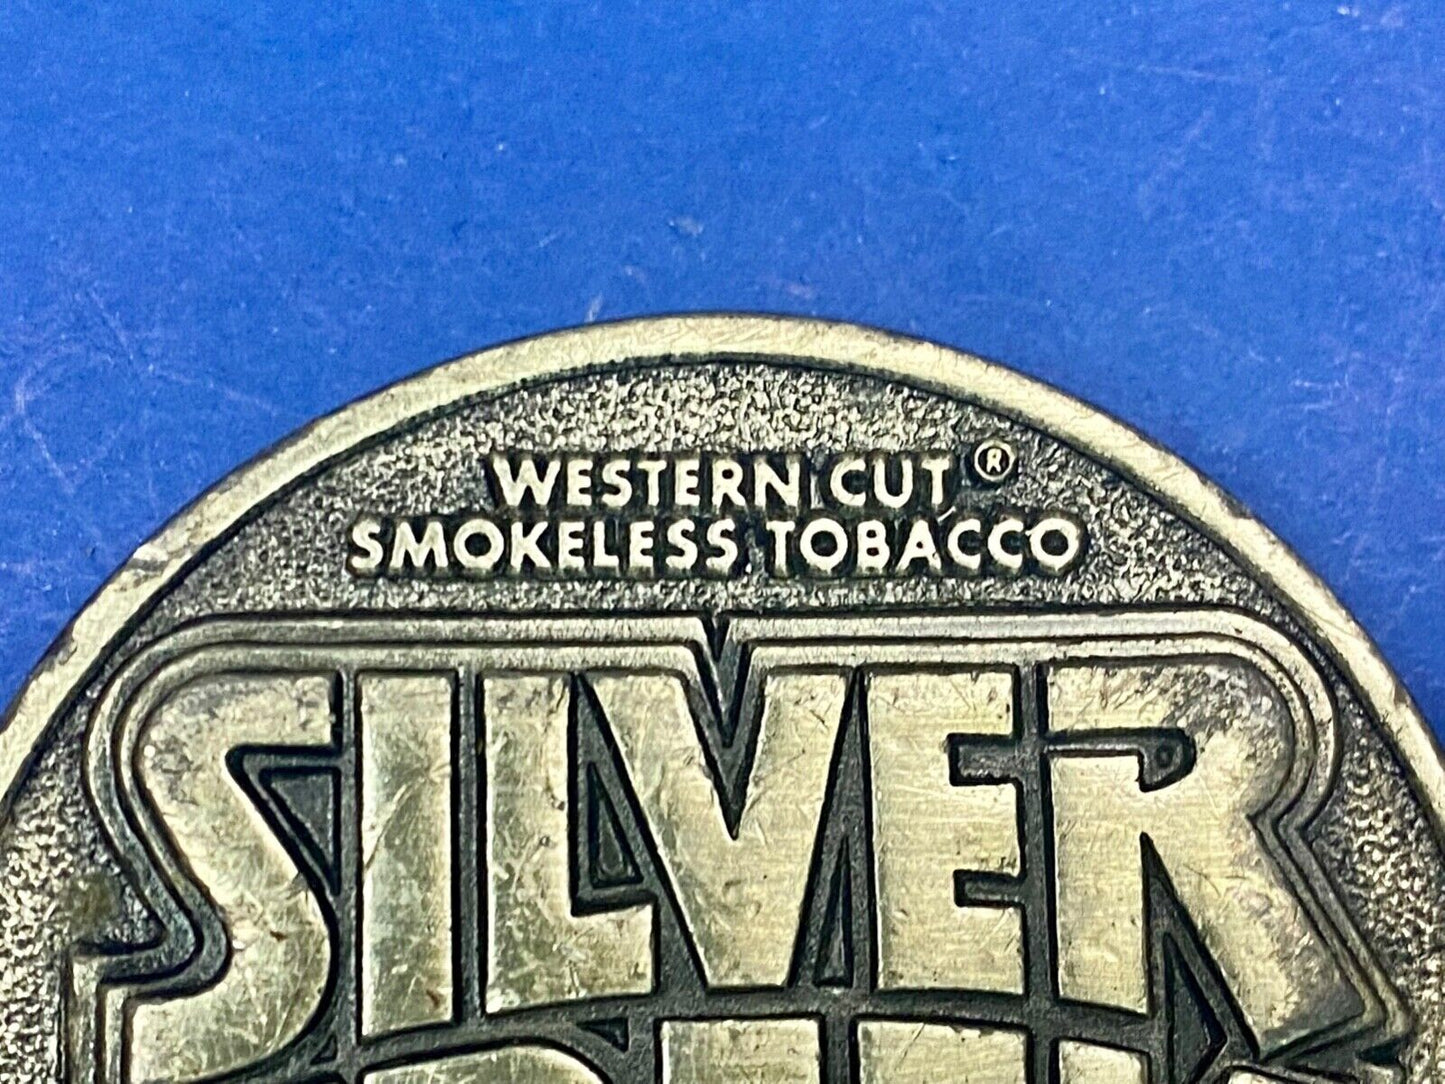 WESTERN CUT ®
SMOKELESS TOBACCO
SILVER